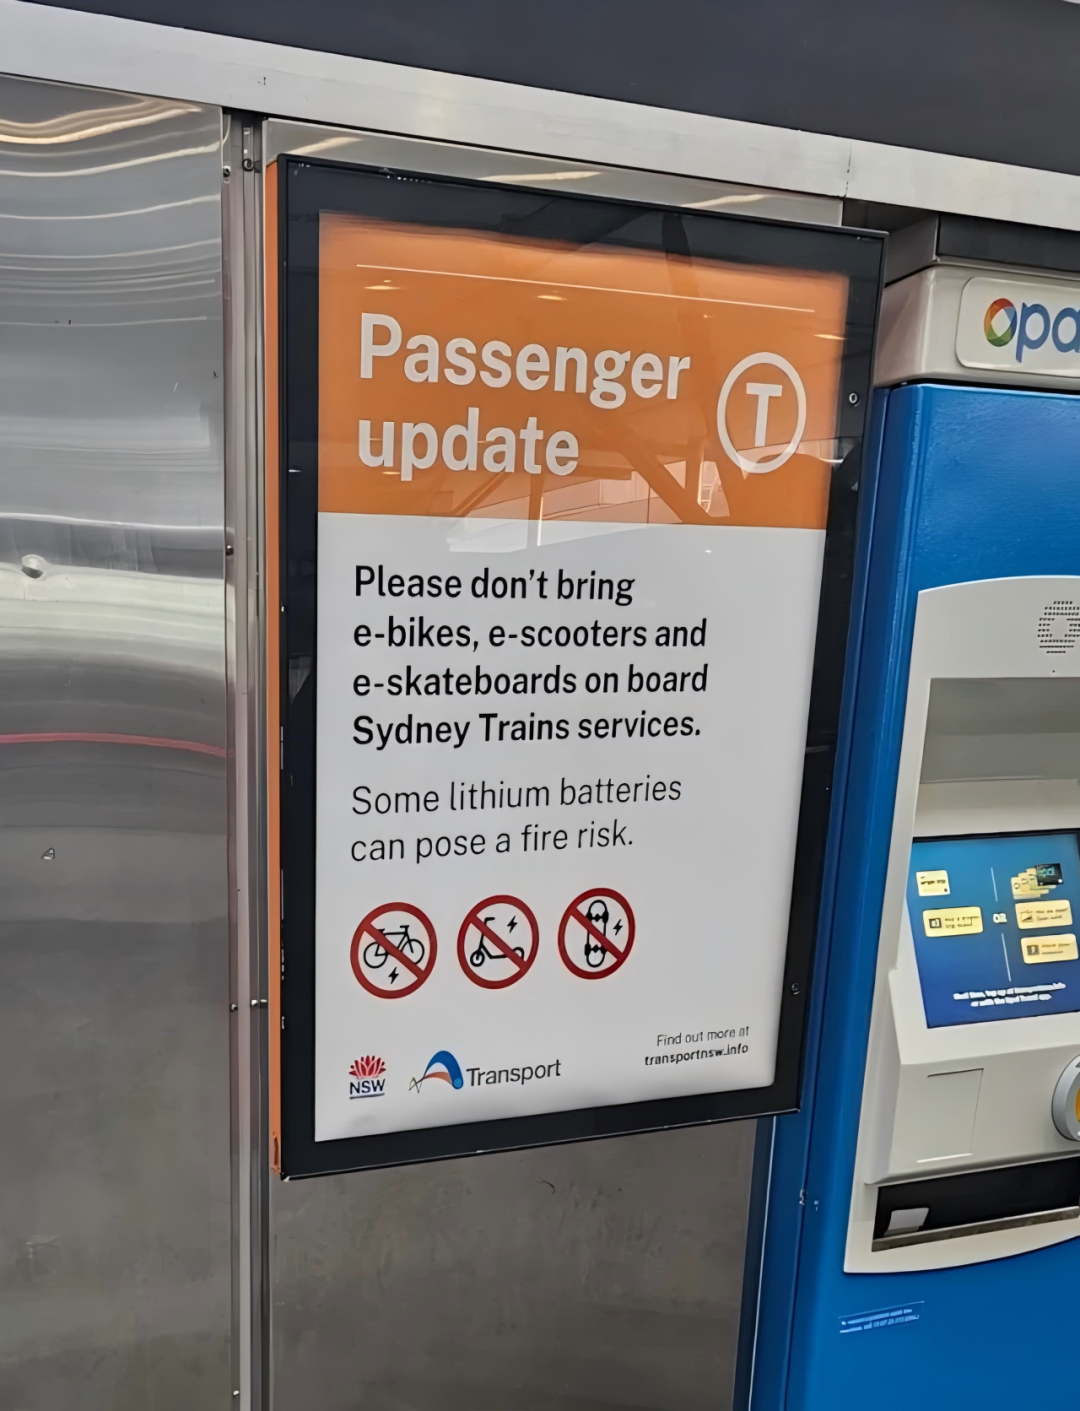 Passenger
update
T
Please don't bring
e-bikes, e-scooters and
e-skateboards on board
Sydney Trains services.
Some lithium batteries
can pose a fire risk.
Find out more at
transportnsw.info
NSW
Transport
opa
OR